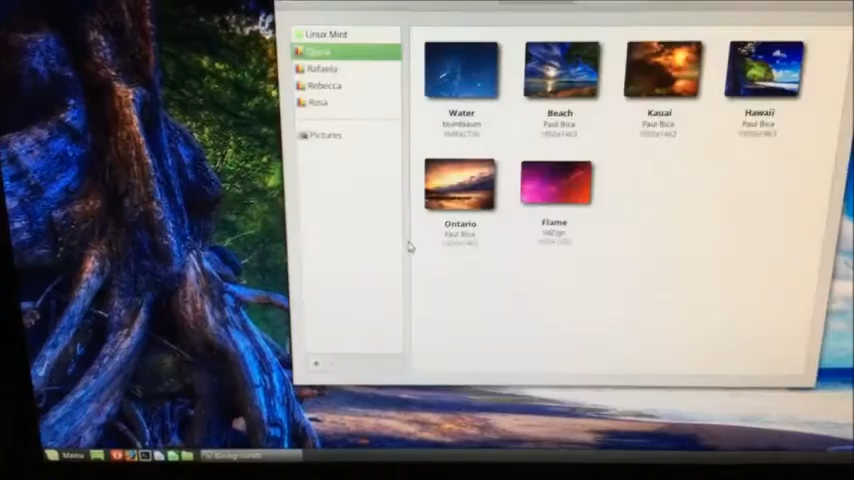 Linux Mint
Rafaela
Rebecca
Rosa
Pictures
Water
Beach
Paul Bica
Kauai
Paul Bica
Hawaii
Paul Bica
Ontario
Paul Bica
Flame
Menu
Backgrounds